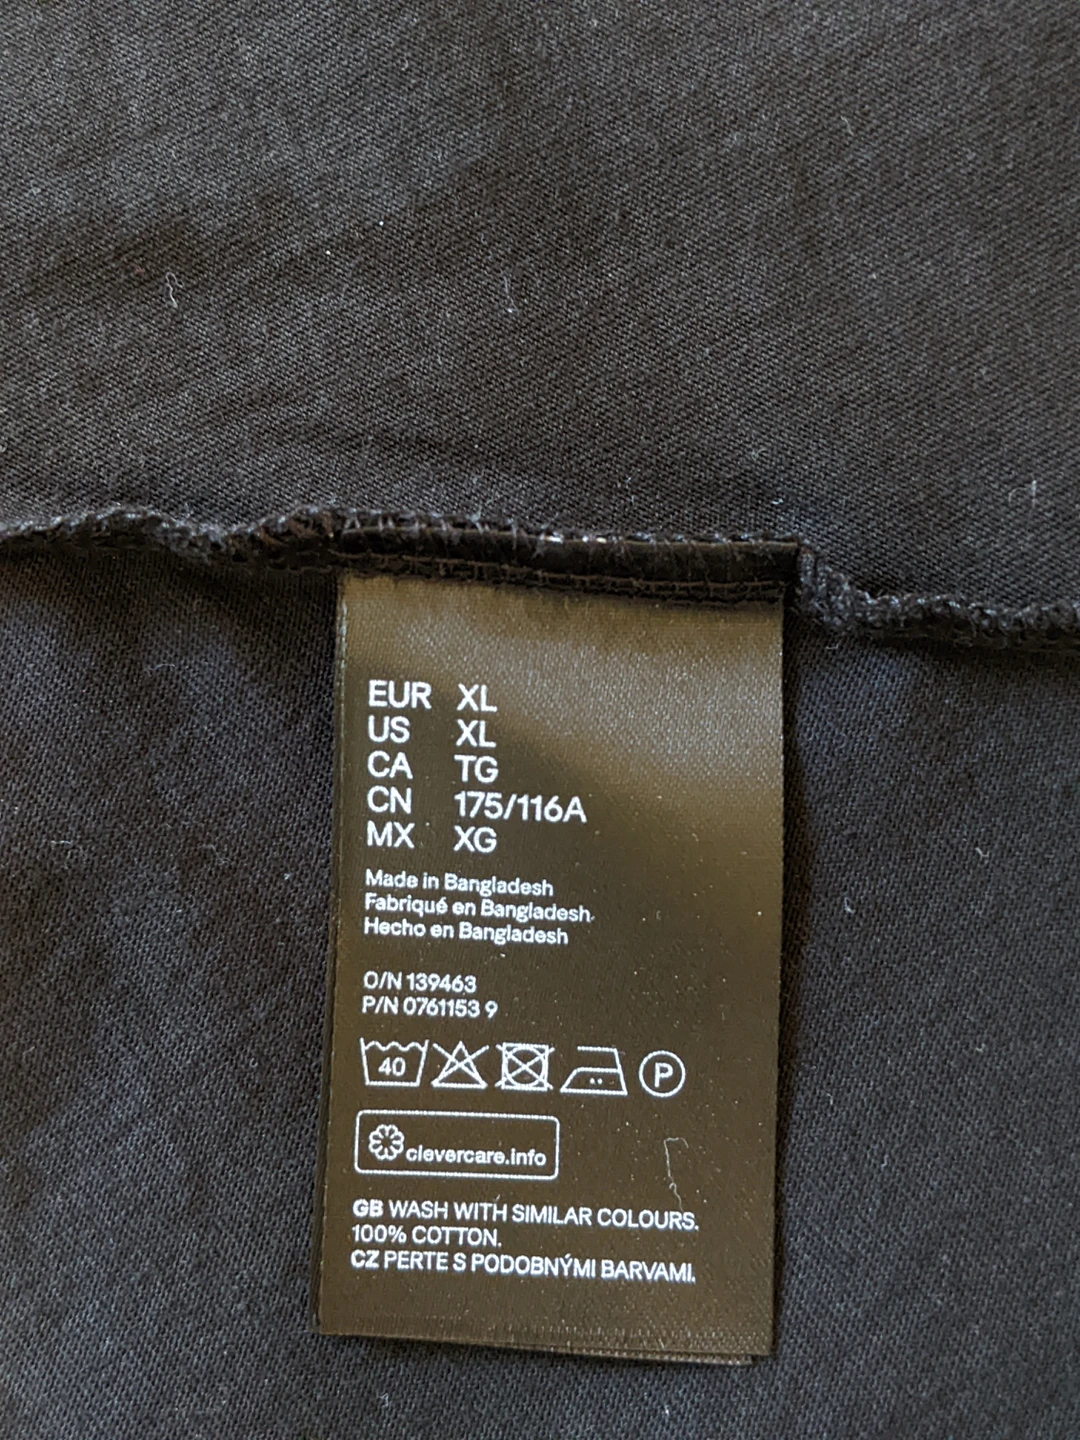 EUR XL
US XL
CA TG
CN 175/116A
MX XG
Made in Bangladesh
Fabriqué en Bangladesh
Hecho en Bangladesh
O/N 139463
P/N 0761153 9
40 P
clevercare.info
GB WASH WITH SIMILAR COLOURS.
100% COTTON.
CZ PERTE S PODOBNÝMI BARVAMI.